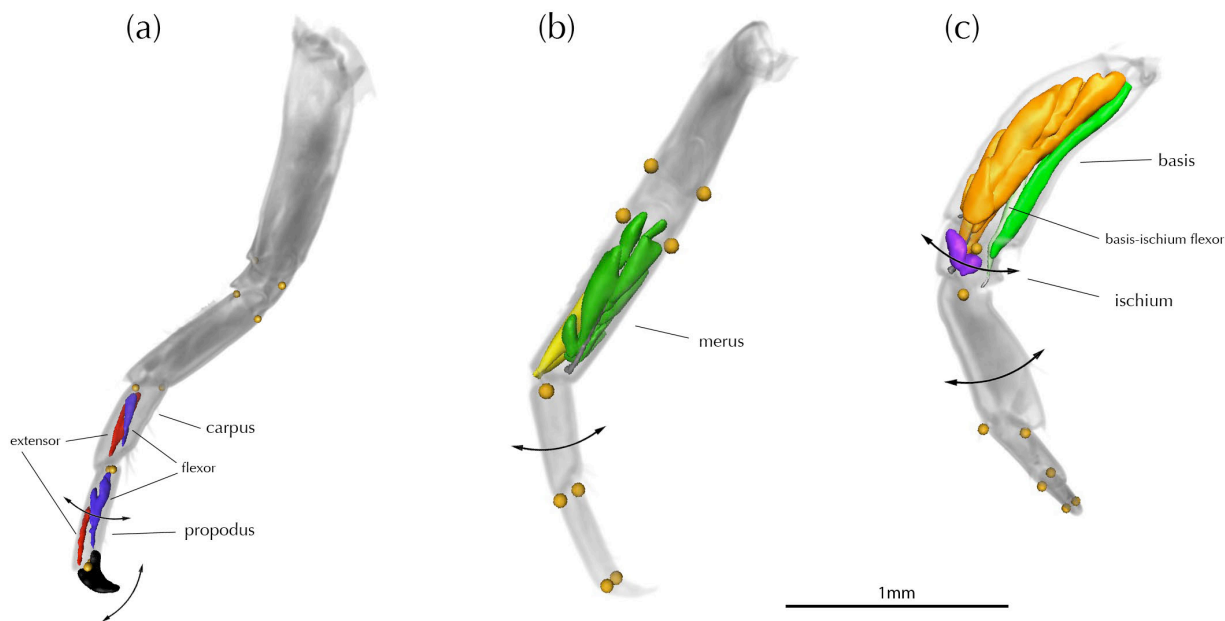 (a)
(b)
(c)
basis
basis-ischium flexor
ischium
merus
carpus
extensor
flexor
propodus
1mm